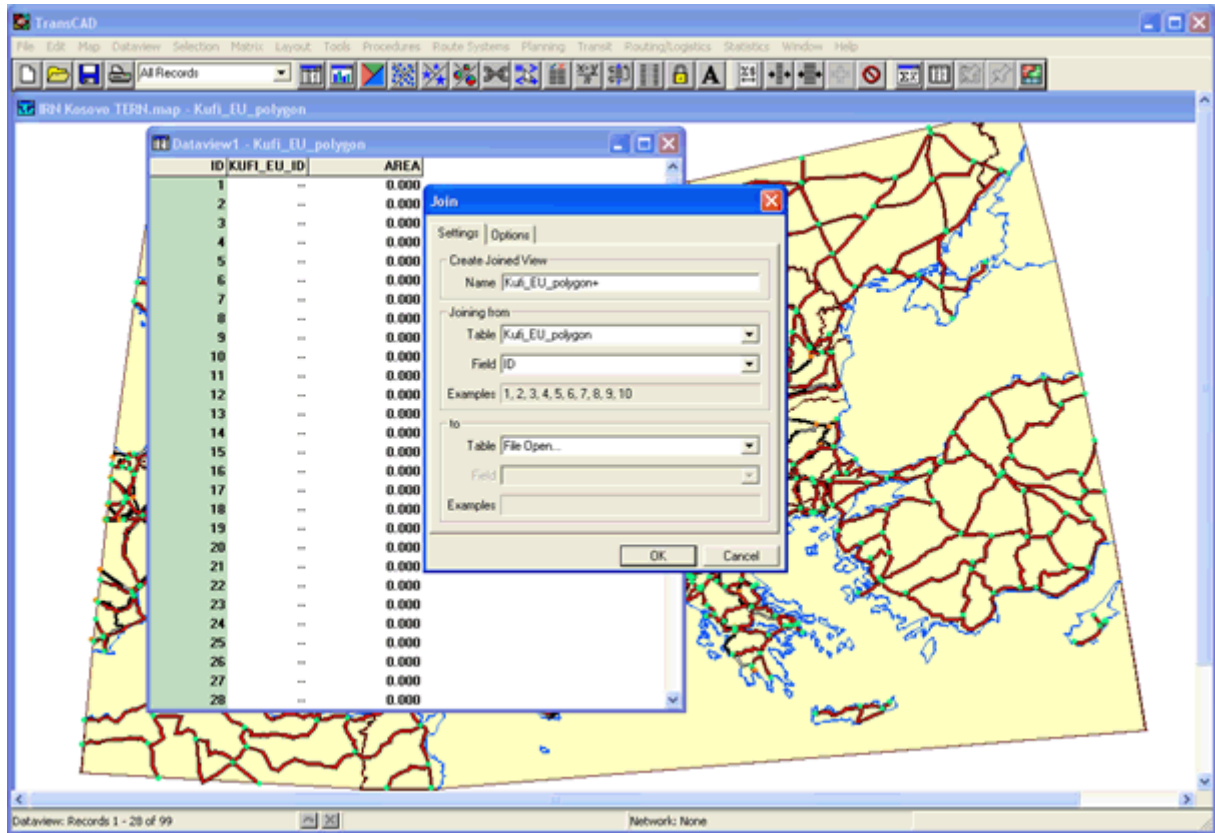 TransCAD
File Edit Map Dataview Selection Matrix Layout Tools Procedures Route Systems Planning Transit Routing/Logistics Statistics Window Help
All Records
IRN Kosovo TERN.map - Kufi_EU_polygon
Dataview1 - Kufi_EU_polygon
ID KUFI_EU_ID AREA
1 -- 0.000
2 -- 0.000
3 -- 0.000
4 -- 0.000
5 -- 0.000
6 -- 0.000
7 -- 0.000
8 -- 0.000
9 -- 0.000
10 -- 0.000
11 -- 0.000
12 -- 0.000
13 -- 0.000
14 -- 0.000
15 -- 0.000
16 -- 0.000
17 -- 0.000
18 -- 0.000
19 -- 0.000
20 -- 0.000
21 -- 0.000
22 -- 0.000
23 -- 0.000
24 -- 0.000
25 -- 0.000
26 -- 0.000
27 -- 0.000
28 -- 0.000
Join
Settings Options
Create Joined View
Name Kufi_EU_polygon+
Joining from
Table Kufi_EU_polygon
Field ID
Examples 1, 2, 3, 4, 5, 6, 7, 8, 9, 10
to
Table File Open...
Field
Examples
OK Cancel
Dataview: Records 1 - 28 of 99 Network: None